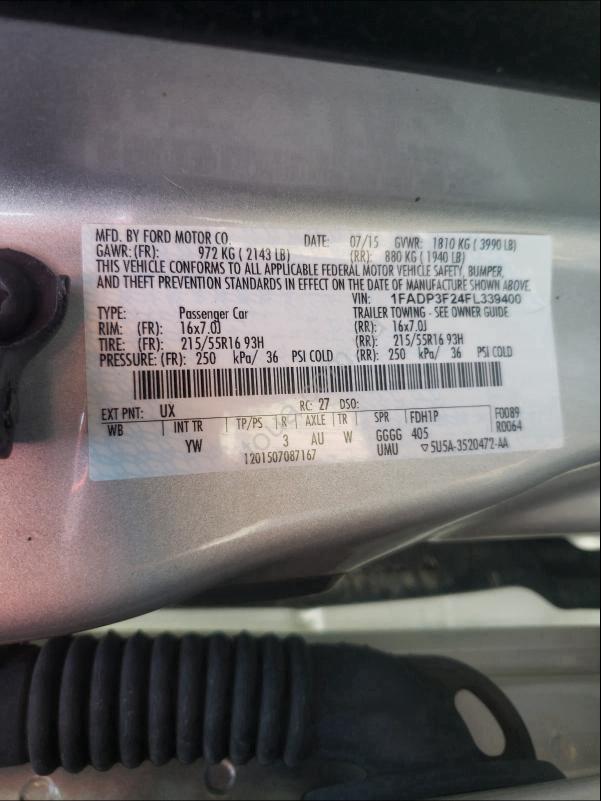 MFD. BY FORD MOTOR CO. DATE: 07/15 GVWR: 1810 KG ( 3990 LB)
GAWR: (FR): 972 KG ( 2143 LB) (RR): 880 KG ( 1940 LB)
THIS VEHICLE CONFORMS TO ALL APPLICABLE FEDERAL MOTOR VEHICLE SAFETY, BUMPER,
AND THEFT PREVENTION STANDARDS IN EFFECT ON THE DATE OF MANUFACTURE SHOWN ABOVE.
VIN: 1FADP3F24FL339400
TYPE: Passenger Car TRAILER TOWING - SEE OWNER GUIDE
RIM: (FR): 16x7.0J (RR): 16x7.0J
TIRE: (FR): 215/55R16 93H (RR): 215/55R16 93H
PRESSURE: (FR): 250 kPa/ 36 PSI COLD (RR): 250 kPa/ 36 PSI COLD
EXT PNT: UX RC: 27 DSO:
WB INT TR TP/PS R AXLE TR SPR FDH1P F0089
YW 3 AU W GGGG 405 R0064
1201507087167 UMU ▽5U5A-3520472-AA